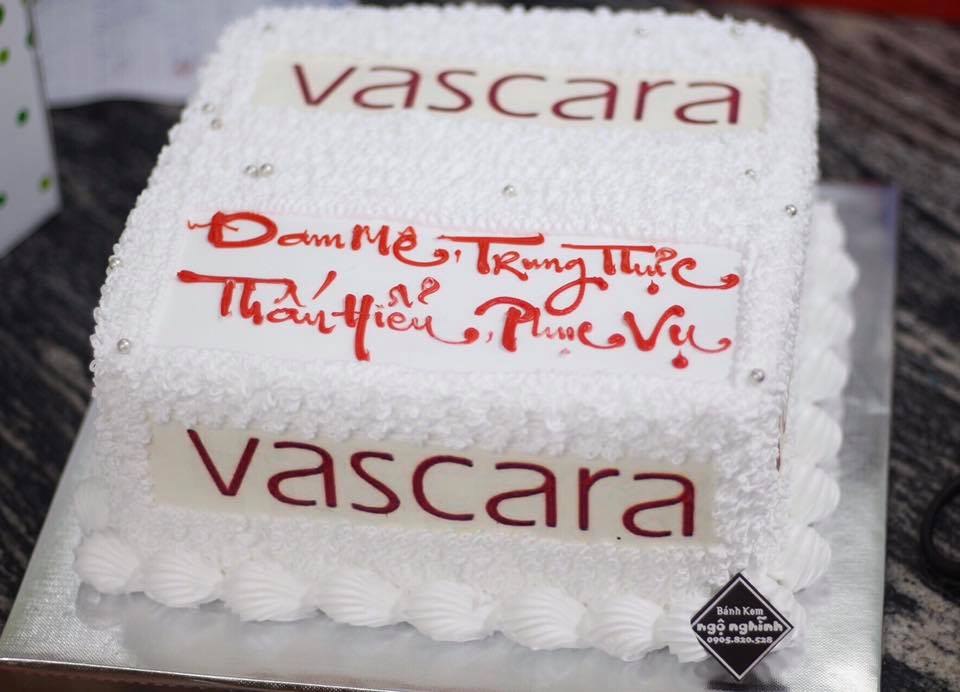 vascara
Đam Mê, Trung Thực
Thấu Hiểu, Phục Vụ
vascara
Bánh Kem
ngộ nghĩnh
0905.820.528